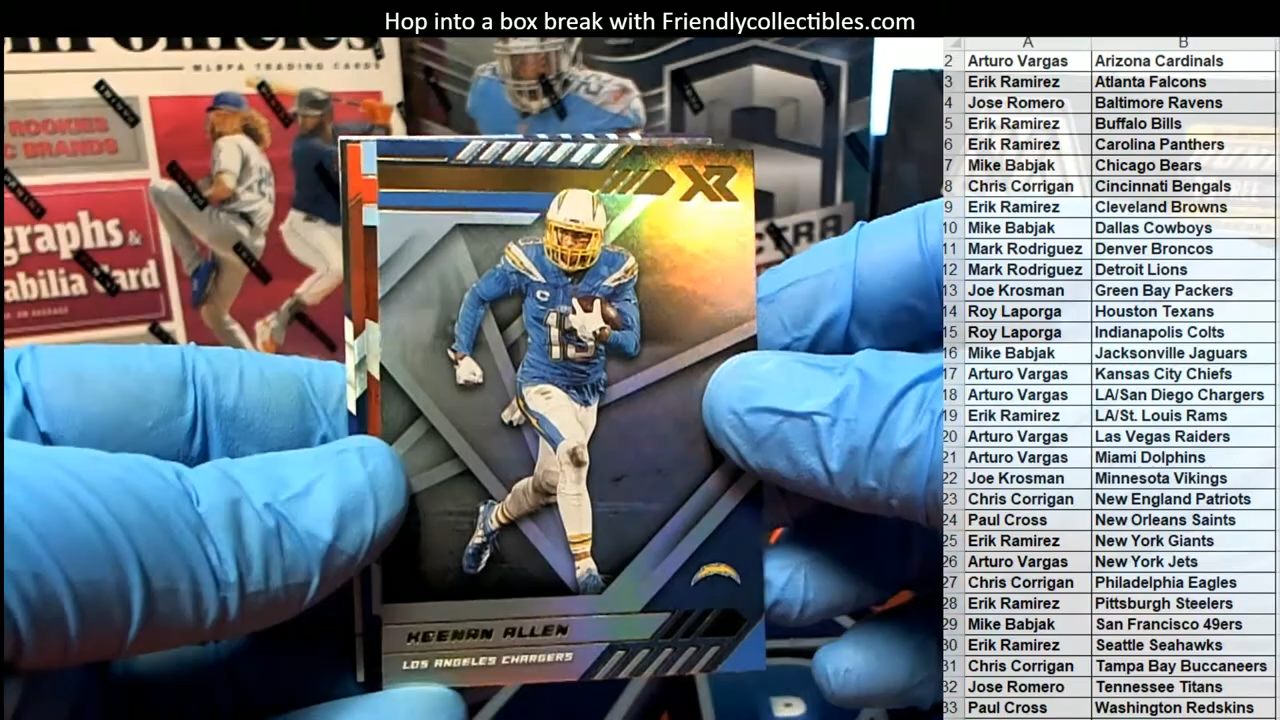 Hop into a box break with Friendlycollectibles.com
MLBPA TRADING CARDS
ROOKIES
BRANDS
graphs &
abilia Card
XR
13
KEENAN ALLEN
LOS ANGELES CHARGERS
A B
2 Arturo Vargas Arizona Cardinals
3 Erik Ramirez Atlanta Falcons
4 Jose Romero Baltimore Ravens
5 Erik Ramirez Buffalo Bills
6 Erik Ramirez Carolina Panthers
7 Mike Babjak Chicago Bears
8 Chris Corrigan Cincinnati Bengals
9 Erik Ramirez Cleveland Browns
10 Mike Babjak Dallas Cowboys
11 Mark Rodriguez Denver Broncos
12 Mark Rodriguez Detroit Lions
13 Joe Krosman Green Bay Packers
14 Roy Laporga Houston Texans
15 Roy Laporga Indianapolis Colts
16 Mike Babjak Jacksonville Jaguars
17 Arturo Vargas Kansas City Chiefs
18 Arturo Vargas LA/San Diego Chargers
19 Erik Ramirez LA/St. Louis Rams
20 Arturo Vargas Las Vegas Raiders
21 Arturo Vargas Miami Dolphins
22 Joe Krosman Minnesota Vikings
23 Chris Corrigan New England Patriots
24 Paul Cross New Orleans Saints
25 Erik Ramirez New York Giants
26 Arturo Vargas New York Jets
27 Chris Corrigan Philadelphia Eagles
28 Erik Ramirez Pittsburgh Steelers
29 Mike Babjak San Francisco 49ers
30 Erik Ramirez Seattle Seahawks
31 Chris Corrigan Tampa Bay Buccaneers
32 Jose Romero Tennessee Titans
33 Paul Cross Washington Redskins